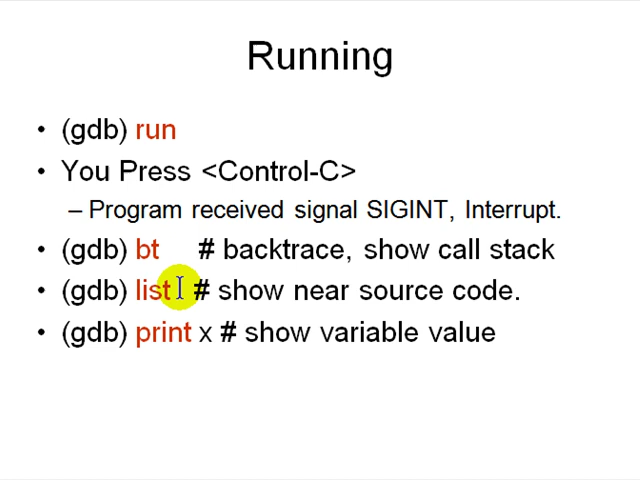 Running
• (gdb) run
• You Press <Control-C>
– Program received signal SIGINT, Interrupt.
• (gdb) bt # backtrace, show call stack
• (gdb) list # show near source code.
• (gdb) print x # show variable value